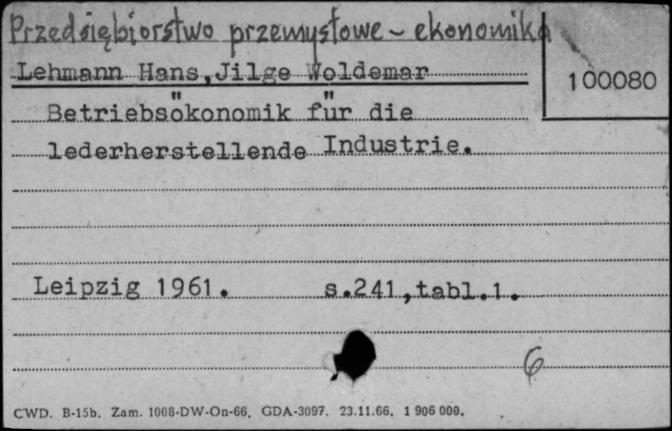 Przedsiębiorstwo przemysłowe - ekonomika
Lehmann Hans,Jilge Woldemar
100080
Betriebsökonomik für die
lederherstellende Industrie.
Leipzig 1961. s.241,tabl.1.
6
CWD. B-15b. Zam. 1008-DW-On-66. GDA-3097. 23.11.66. 1 906 000.